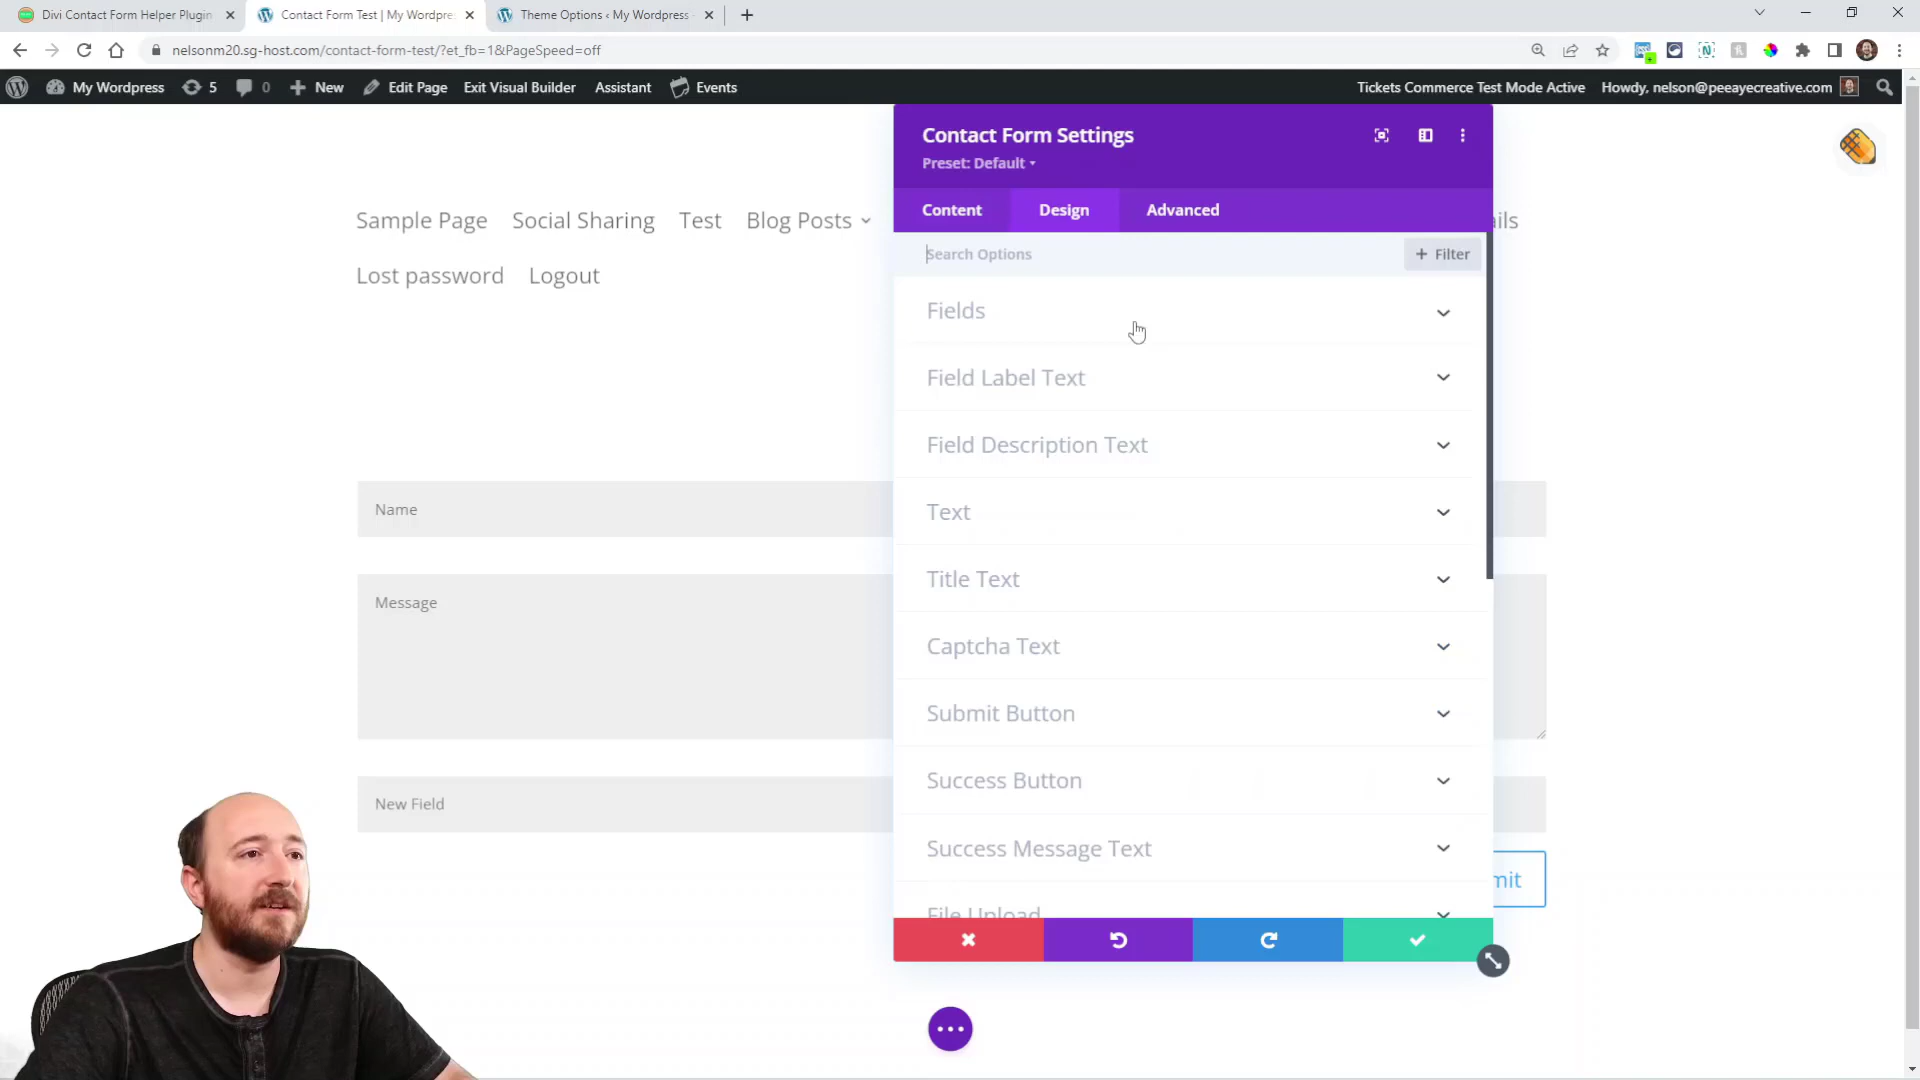 Divi Contact Form Helper Plugin
Contact Form Test | My Wordpre
Theme Options ‹ My Wordpress
nelsonm20.sg-host.com/contact-form-test/?et_fb=1&PageSpeed=off
My Wordpress 5 0 New Edit Page Exit Visual Builder Assistant Events
Tickets Commerce Test Mode Active Howdy, nelson@peeayecreative.com
Sample Page Social Sharing Test Blog Posts
ails
Lost password Logout
Contact Form Settings
Preset: Default
Content Design Advanced
Search Options
+ Filter
Fields
Field Label Text
Field Description Text
Text
Title Text
Captcha Text
Submit Button
Success Button
Success Message Text
File Upload
Name
Message
New Field
mit